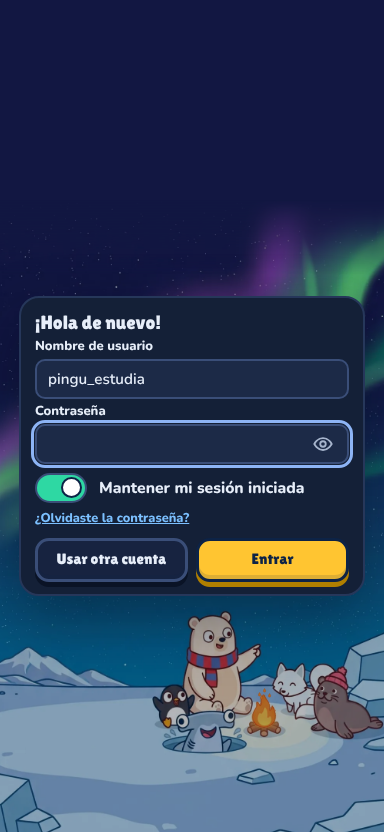 ¡Hola de nuevo!
Nombre de usuario
pingu_estudia
Contraseña
Mantener mi sesión iniciada
¿Olvidaste la contraseña?
Usar otra cuenta
Entrar